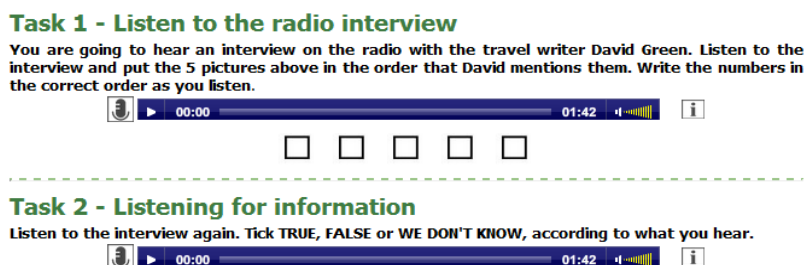 Task 1 - Listen to the radio interview
You are going to hear an interview on the radio with the travel writer David Green. Listen to the
interview and put the 5 pictures above in the order that David mentions them. Write the numbers in
the correct order as you listen.
00:00 01:42 i
Task 2 - Listening for information
Listen to the interview again. Tick TRUE, FALSE or WE DON'T KNOW, according to what you hear.
00:00 01:42 i